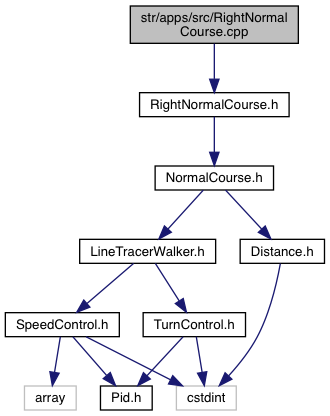 str/apps/src/RightNormal
Course.cpp
RightNormalCourse.h
NormalCourse.h
LineTracerWalker.h
Distance.h
SpeedControl.h
TurnControl.h
array
Pid.h
cstdint